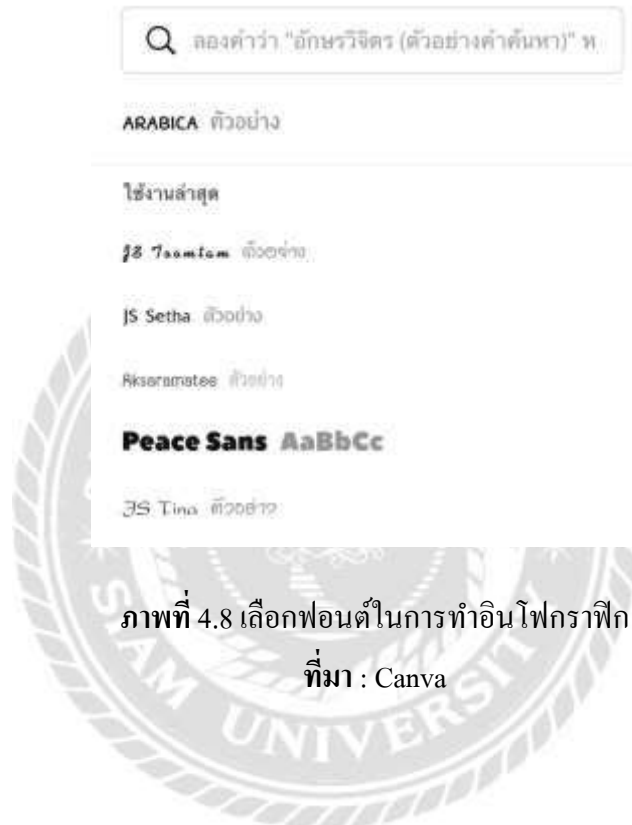 ลองคำว่า "อักษรวิจิตร (ตัวอย่างคำค้นหา)" ห
ARABICA ตัวอย่าง
ใช้งานล่าสุด
JS Toomtam ตัวอย่าง
JS Setha ตัวอย่าง
Aksaramatee ตัวอย่าง
Peace Sans AaBbCc
JS Tina ตัวอย่าง
ภาพที่ 4.8 เลือกฟอนต์ในการทำอินโฟกราฟิก
ที่มา : Canva
SIAM UNIVERSITY